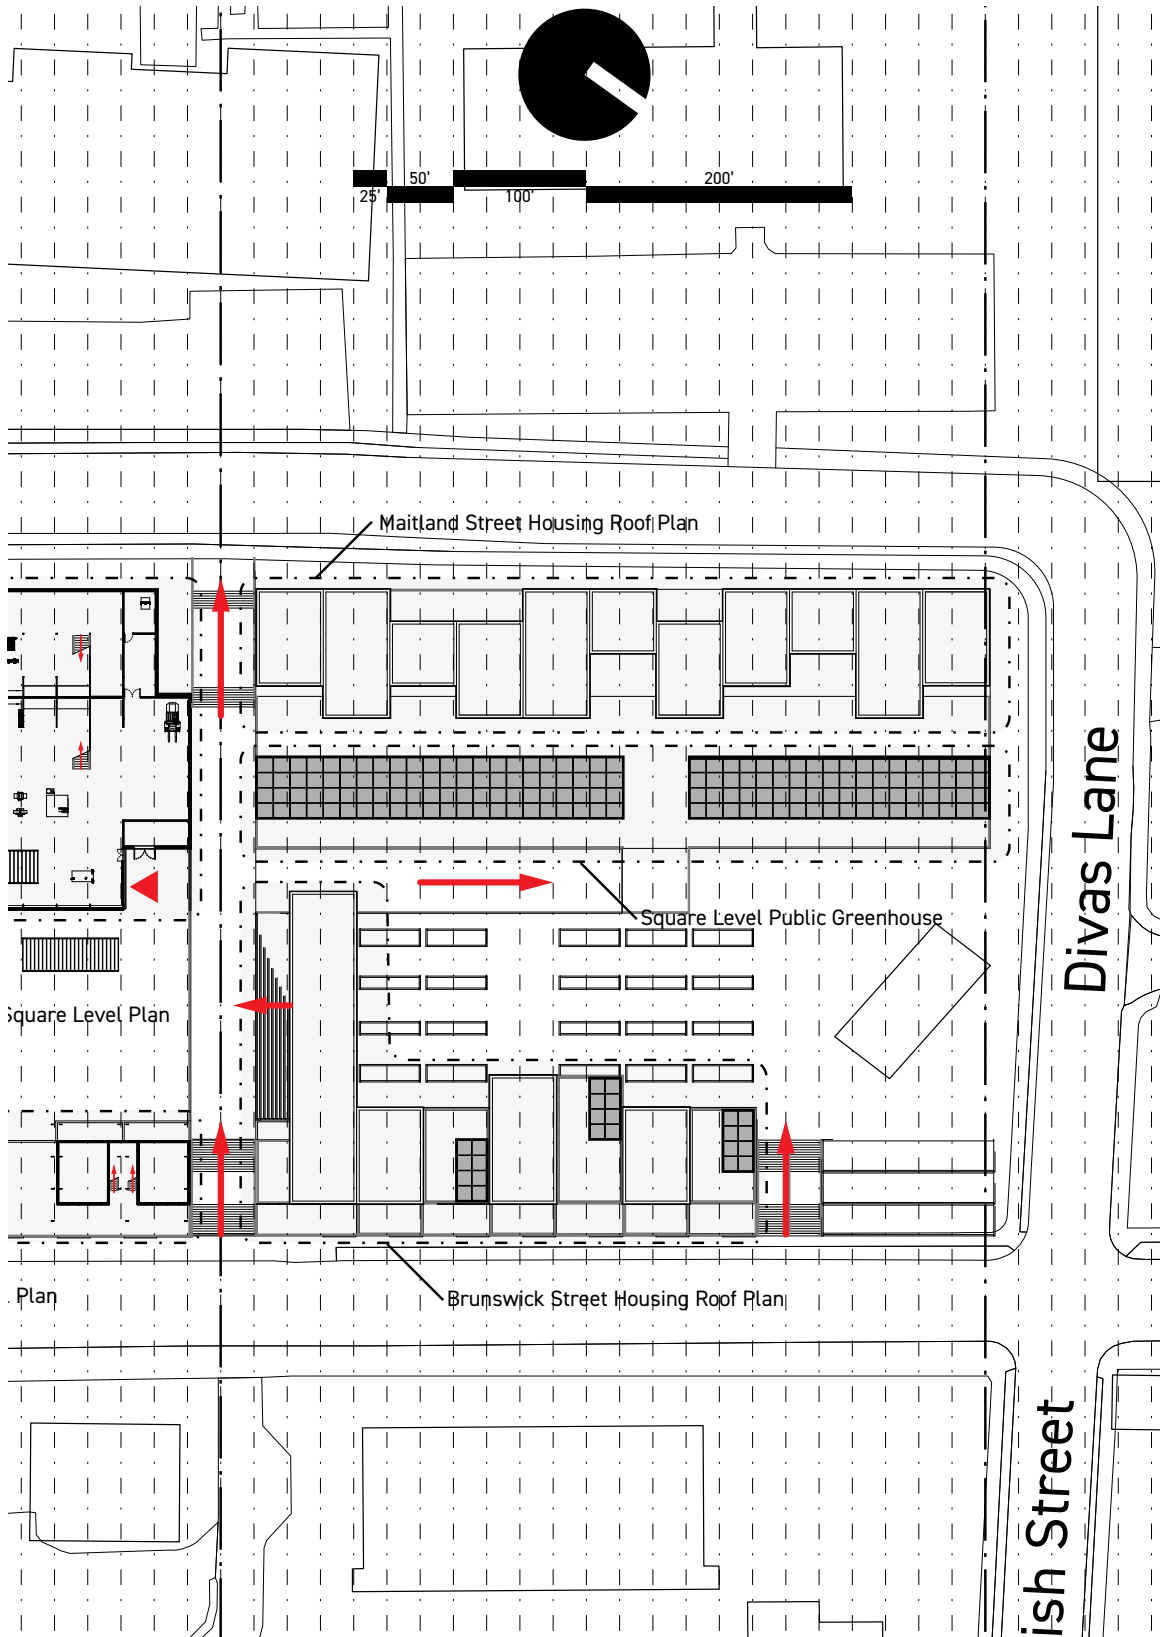 50'
200'
25'
100'
Maitland Street Housing Roof Plan
Divas Lane
Square Level Public Greenhouse
Square Level Plan
Plan
Brunswick Street Housing Roof Plan
ish Street